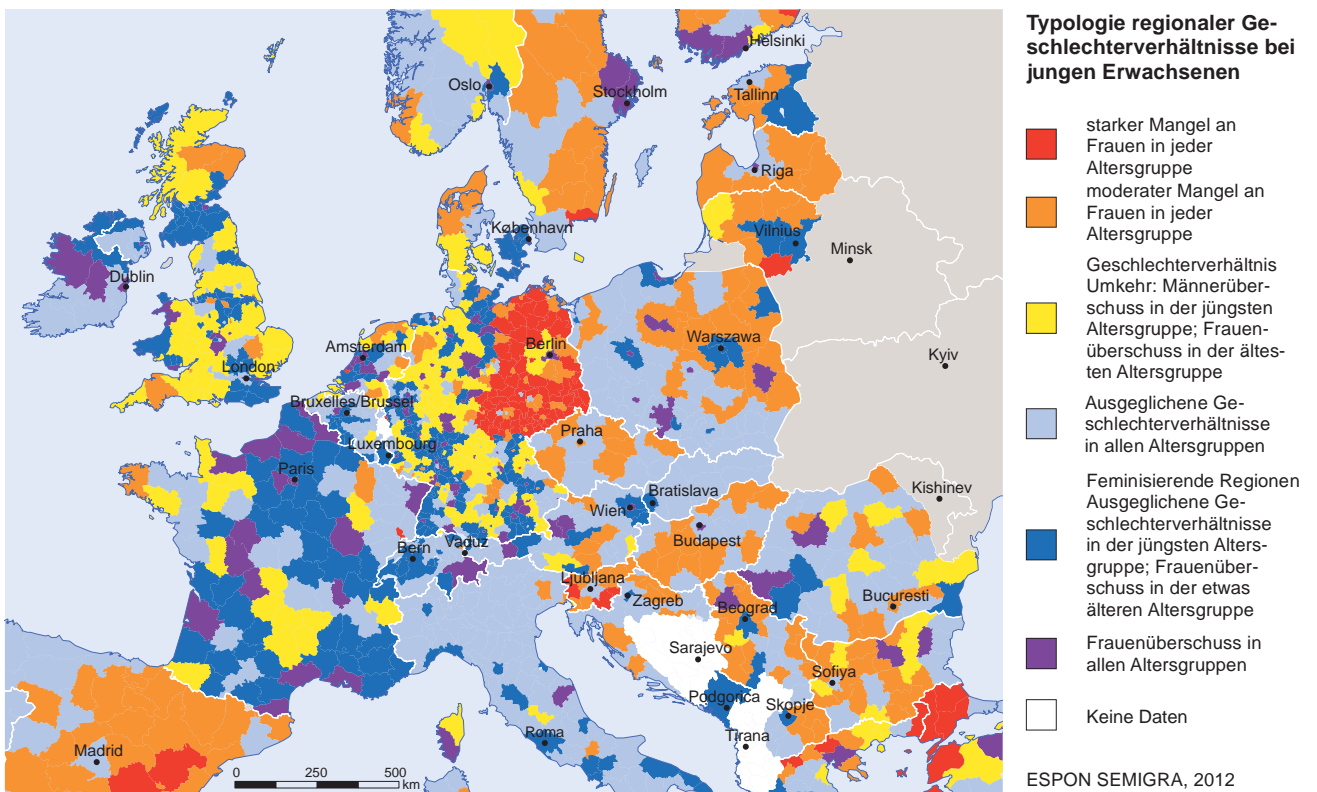 Typologie regionaler Ge-
schlechterverhältnisse bei
jungen Erwachsenen
starker Mangel an
Frauen in jeder
Altersgruppe
moderater Mangel an
Frauen in jeder
Altersgruppe
Geschlechterverhältnis
Umkehr: Männerüber-
schuss in der jüngsten
Altersgruppe; Frauen-
überschuss in der ältes-
ten Altersgruppe
Ausgeglichene Ge-
schlechterverhältnisse
in allen Altersgruppen
Feminisierende Regionen
Ausgeglichene Ge-
schlechterverhältnisse
in der jüngsten Alters-
gruppe; Frauenüber-
schuss in der etwas
älteren Altersgruppe
Frauenüberschuss in
allen Altersgruppen
Keine Daten
ESPON SEMIGRA, 2012
Helsinki
Oslo
Stockholm
Tallinn
Riga
København
Vilnius
Minsk
Dublin
Amsterdam
Berlin
Warszawa
Kyiv
London
Bruxelles/Brussel
Luxembourg
Praha
Paris
Kishinev
Bratislava
Wien
Bern
Vaduz
Budapest
Ljubljana
Zagreb
Beograd
Bucuresti
Sarajevo
Sofiya
Podgorica
Skopje
Roma
Tirana
Madrid
0 250 500
km